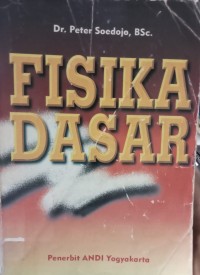 Dr. Peter Soedojo, BSc.
FISIKA
DASAR
Penerbit ANDI Yogyakarta